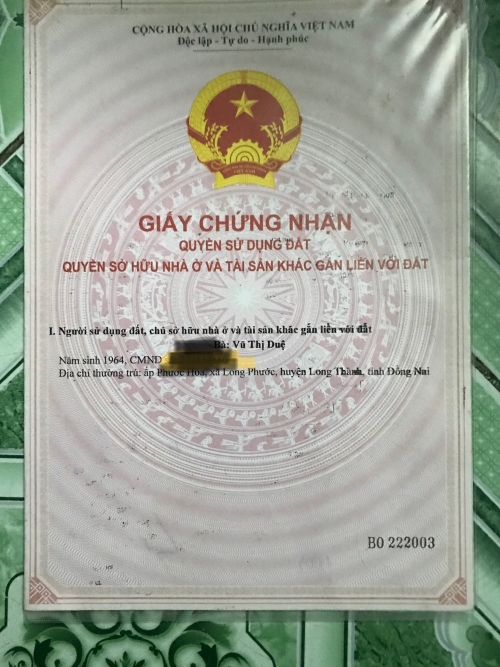 CỘNG HÒA XÃ HỘI CHỦ NGHĨA VIỆT NAM
Độc lập - Tự do - Hạnh phúc
GIẤY CHỨNG NHẬN
QUYỀN SỬ DỤNG ĐẤT
QUYỀN SỞ HỮU NHÀ Ở VÀ TÀI SẢN KHÁC GẮN LIỀN VỚI ĐẤT
I. Người sử dụng đất, chủ sở hữu nhà ở và tài sản khác gắn liền với đất
Bà: Vũ Thị Duệ
Năm sinh 1964, CMND
Địa chỉ thường trú: ấp Phước Hòa, xã Long Phước, huyện Long Thành, tỉnh Đồng Nai
BO 222003